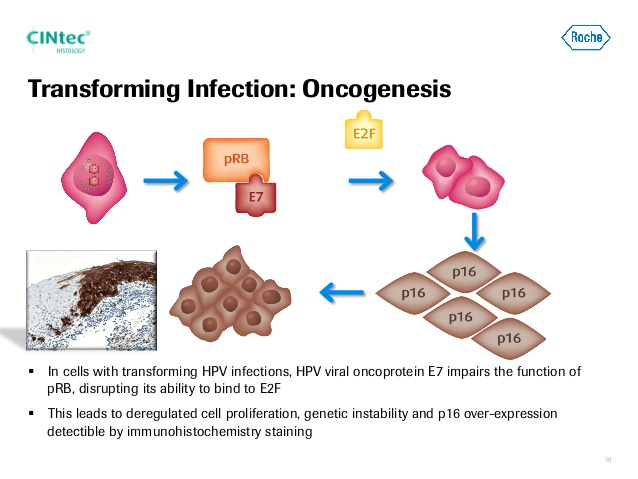 CINtec®
HISTOLOGY
Roche
Transforming Infection: Oncogenesis
E2F
pRB
E7
p16
p16
p16
p16
p16
▪ In cells with transforming HPV infections, HPV viral oncoprotein E7 impairs the function of
pRB, disrupting its ability to bind to E2F
▪ This leads to deregulated cell proliferation, genetic instability and p16 over-expression
detectible by immunohistochemistry staining
10